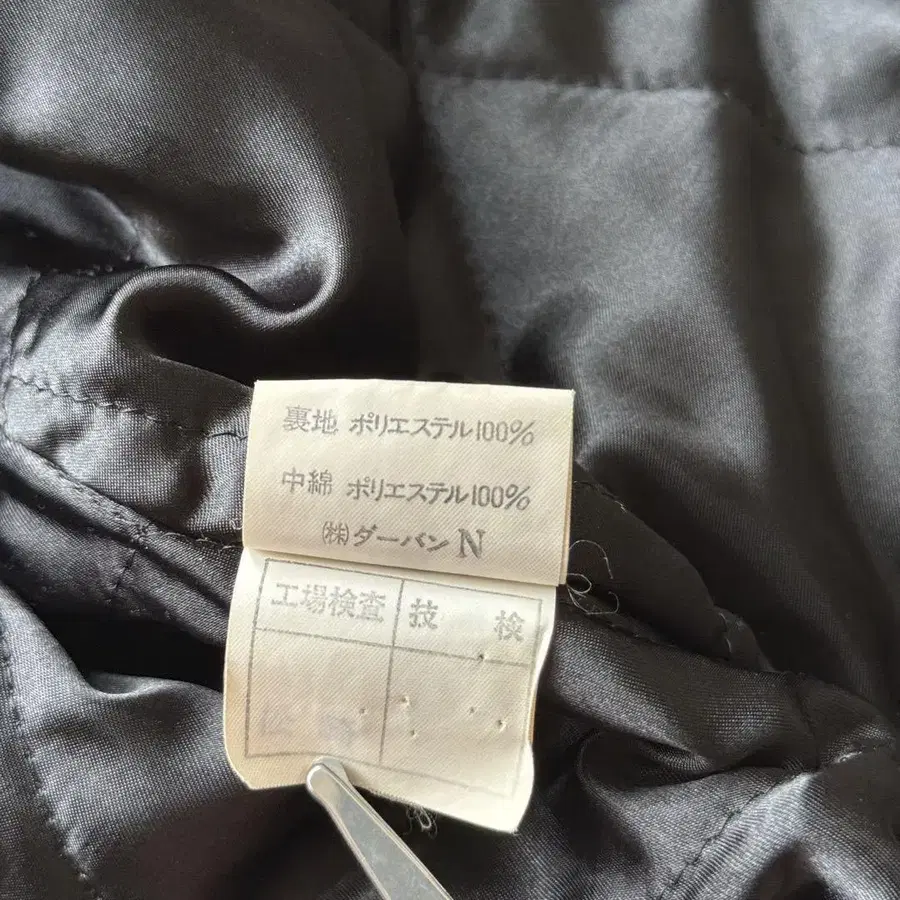 裏地 ポリエステル100%
中綿 ポリエステル100%
(株)ダーバン N
工場検査 技 検